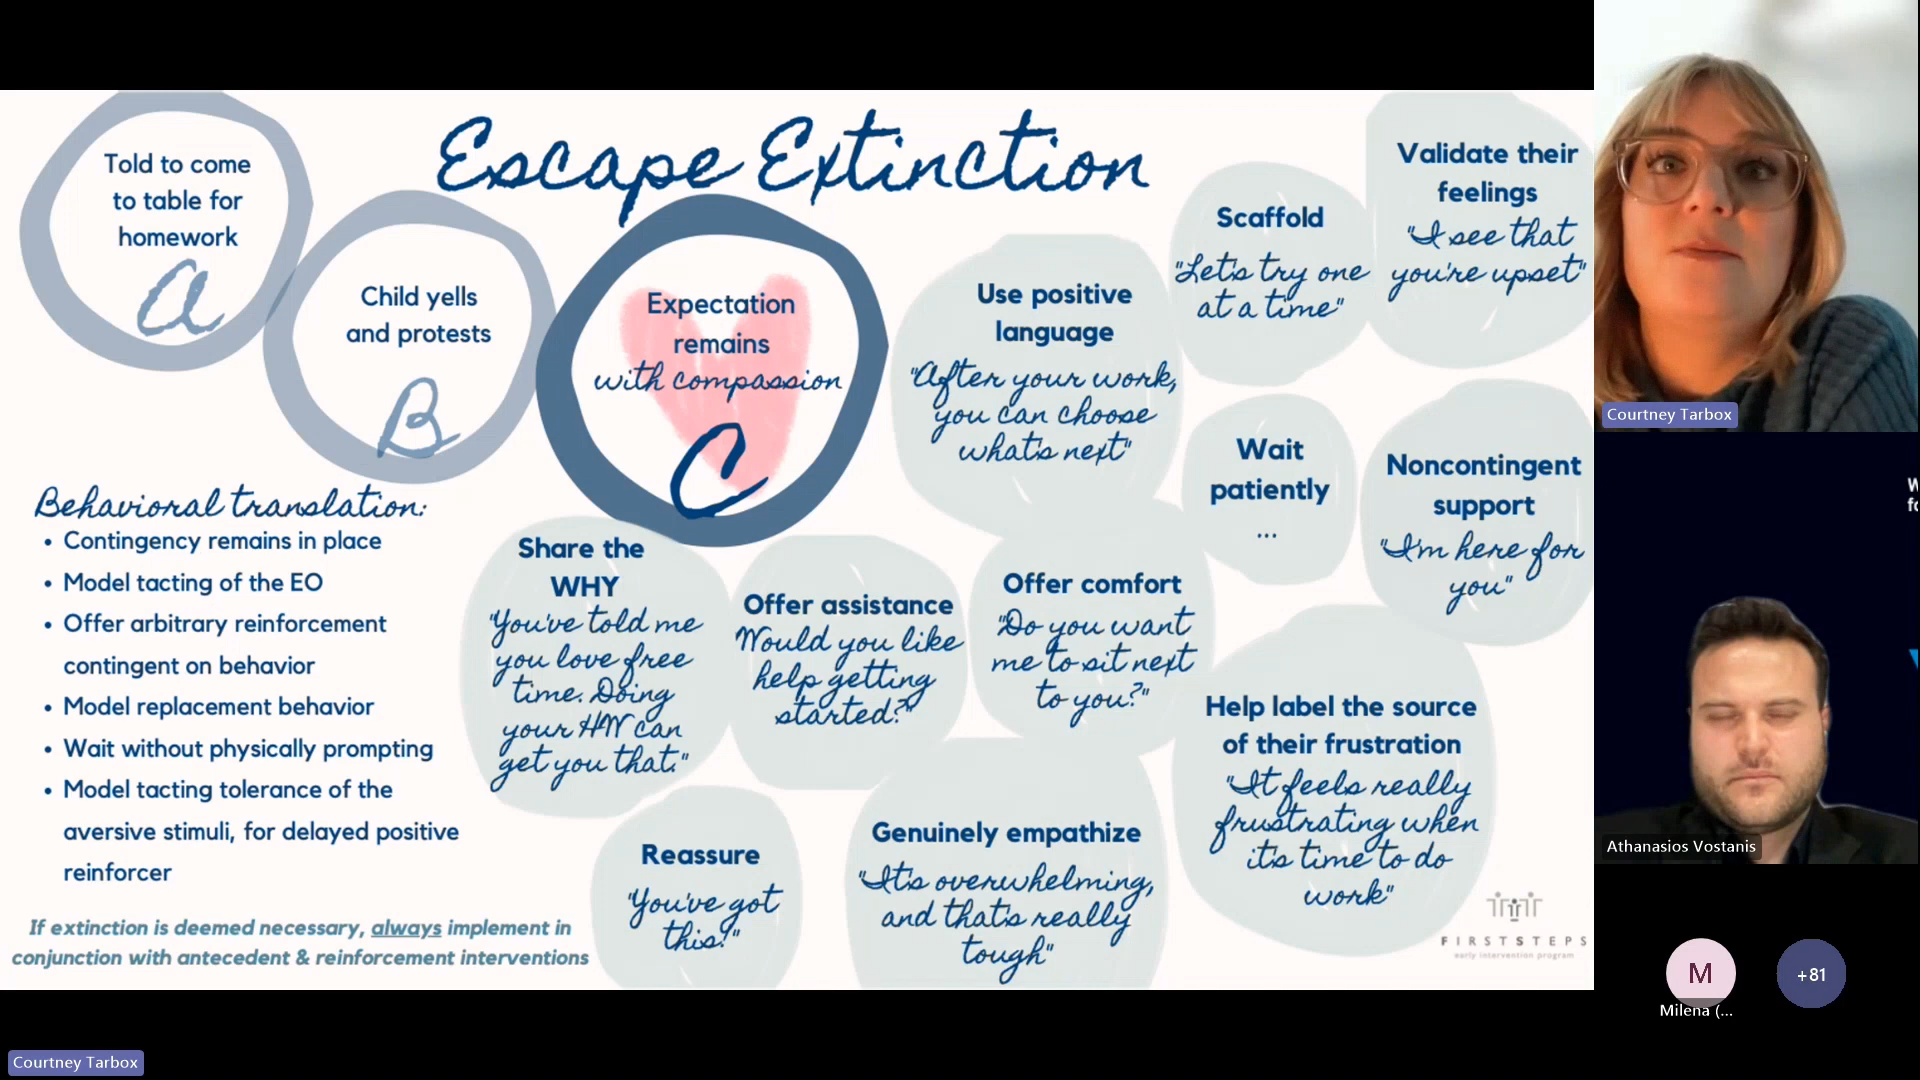 Escape Extinction
Told to come
to table for
homework
A
Child yells
and protests
B
Expectation
remains
with compassion
C
Behavioral translation:
• Contingency remains in place
• Model tacting of the EO
• Offer arbitrary reinforcement
contingent on behavior
• Model replacement behavior
• Wait without physically prompting
• Model tacting tolerance of the
aversive stimuli, for delayed positive
reinforcer
If extinction is deemed necessary, always implement in
conjunction with antecedent & reinforcement interventions
Use positive
language
"After your work,
you can choose
what's next"
Scaffold
"Let's try one
at a time"
Validate their
feelings
"I see that
you're upset"
Wait
patiently
...
Noncontingent
support
"I'm here for
you"
Share the
WHY
"You've told me
you love free
time. Doing
your HW can
get you that."
Offer assistance
Would you like
help getting
started?"
Offer comfort
"Do you want
me to sit next
to you?"
Help label the source
of their frustration
"It feels really
frustrating when
it's time to do
work"
Reassure
"You've got
this!"
Genuinely empathize
"It's overwhelming,
and that's really
tough"
FIRSTSTEPS
early intervention program
Courtney Tarbox
Athanasios Vostanis
M
Milena (...
+81
Courtney Tarbox